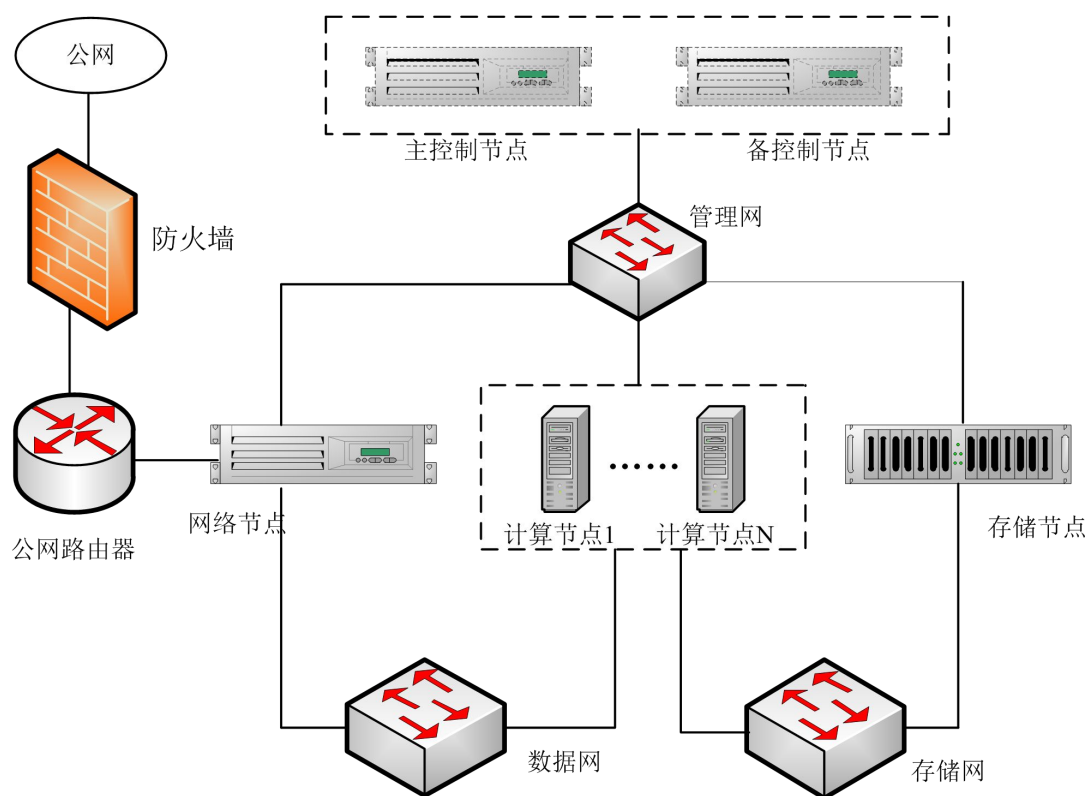 公网
主控制节点
备控制节点
管理网
防火墙
网络节点
公网路由器
计算节点1
计算节点N
存储节点
数据网
存储网